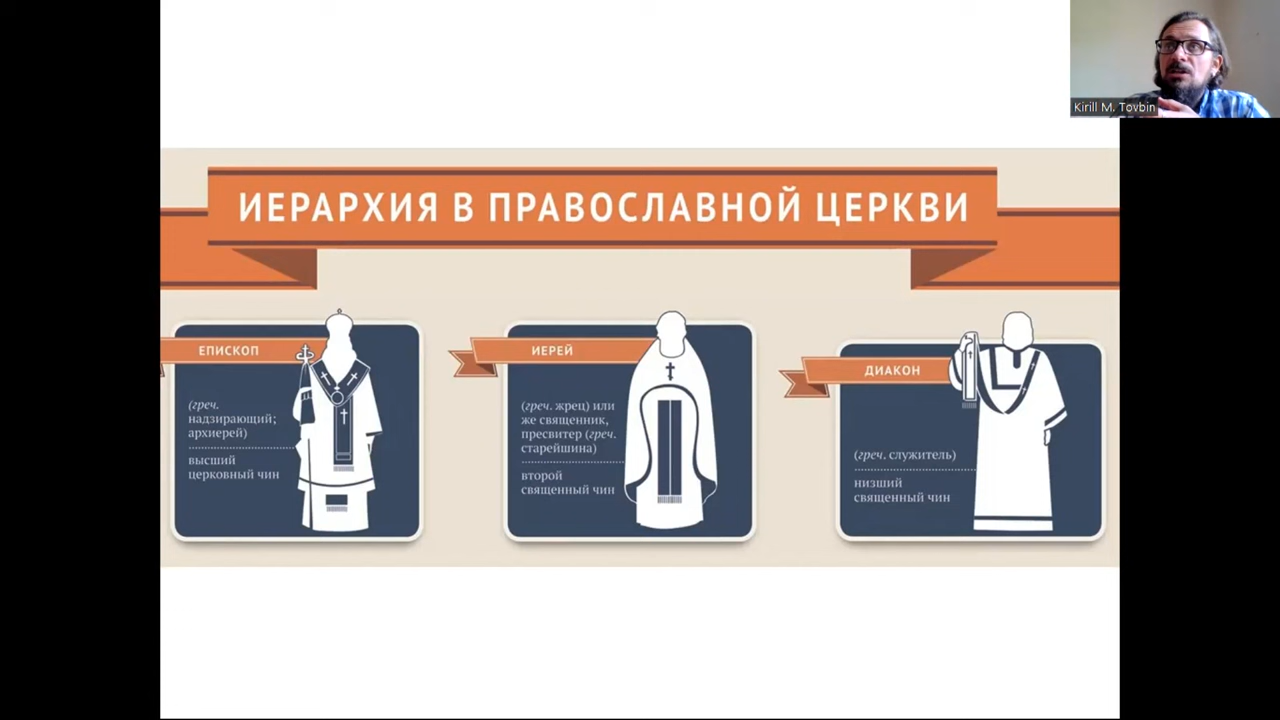 Kirill M. Tovbin
ИЕРАРХИЯ В ПРАВОСЛАВНОЙ ЦЕРКВИ
ЕПИСКОП
(греч.
надзирающий;
архиерей)
высший
церковный чин
ИЕРЕЙ
(греч. жрец) или
же священник,
пресвитер (греч.
старейшина)
второй
священный чин
ДИАКОН
(греч. служитель)
низший
священный чин